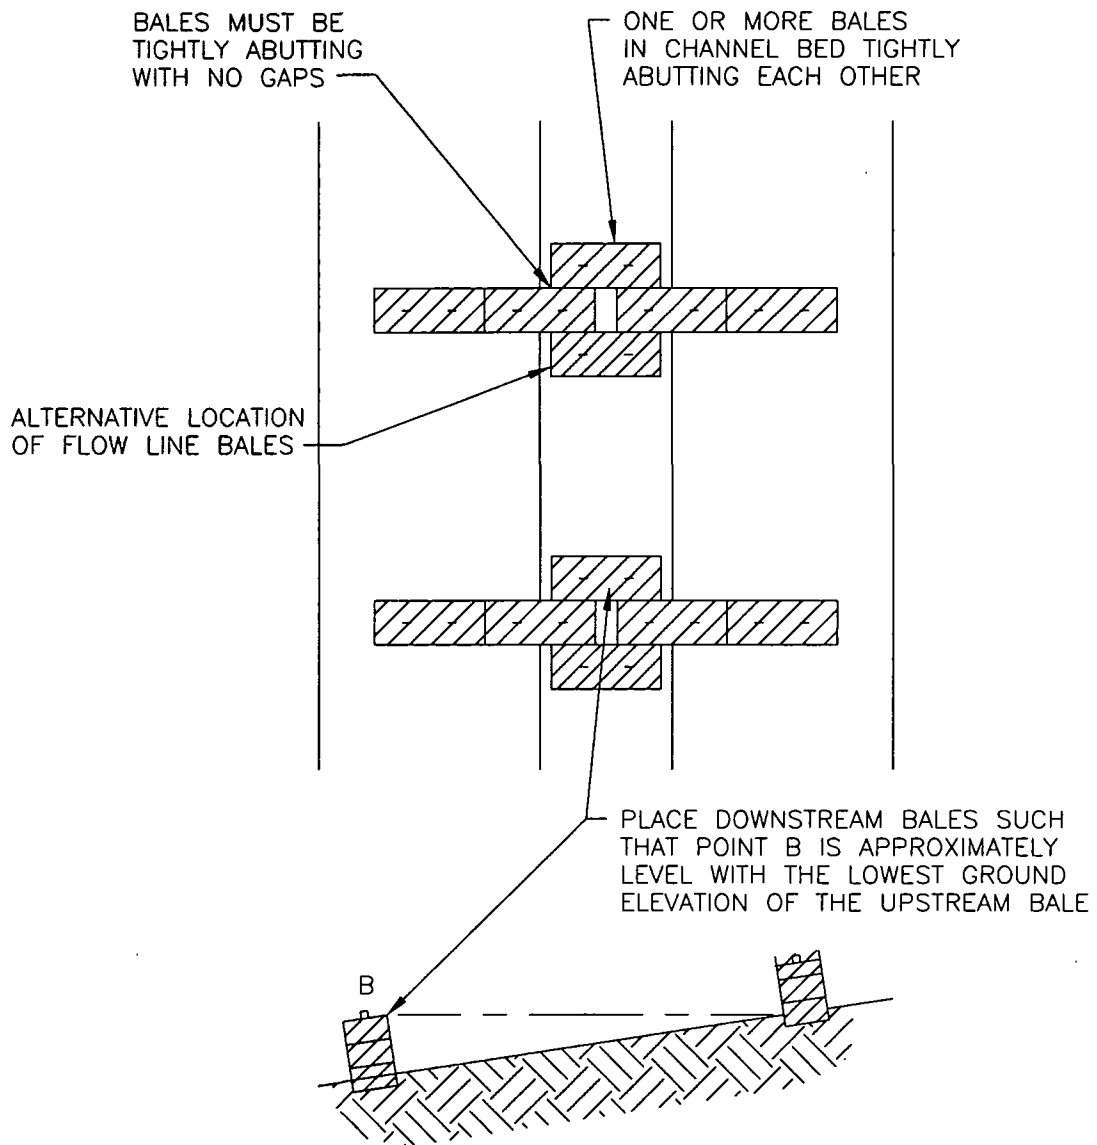 BALES MUST BE
TIGHTLY ABUTTING
WITH NO GAPS
ONE OR MORE BALES
IN CHANNEL BED TIGHTLY
ABUTTING EACH OTHER
ALTERNATIVE LOCATION
OF FLOW LINE BALES
PLACE DOWNSTREAM BALES SUCH
THAT POINT B IS APPROXIMATELY
LEVEL WITH THE LOWEST GROUND
ELEVATION OF THE UPSTREAM BALE
B